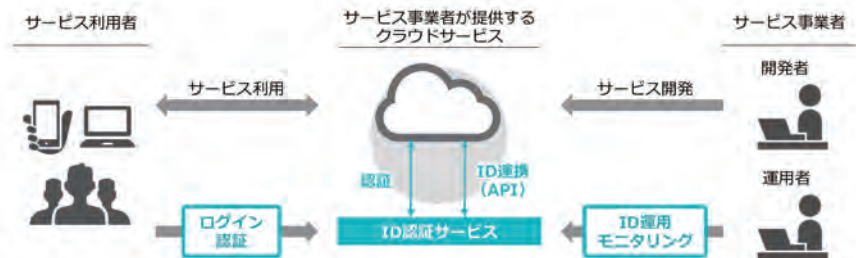 サービス利用者
サービス事業者が提供する
クラウドサービス
サービス事業者
開発者
サービス利用
サービス開発
認証
ID連携
(API)
運用者
ログイン
認証
ID認証サービス
ID運用
モニタリング